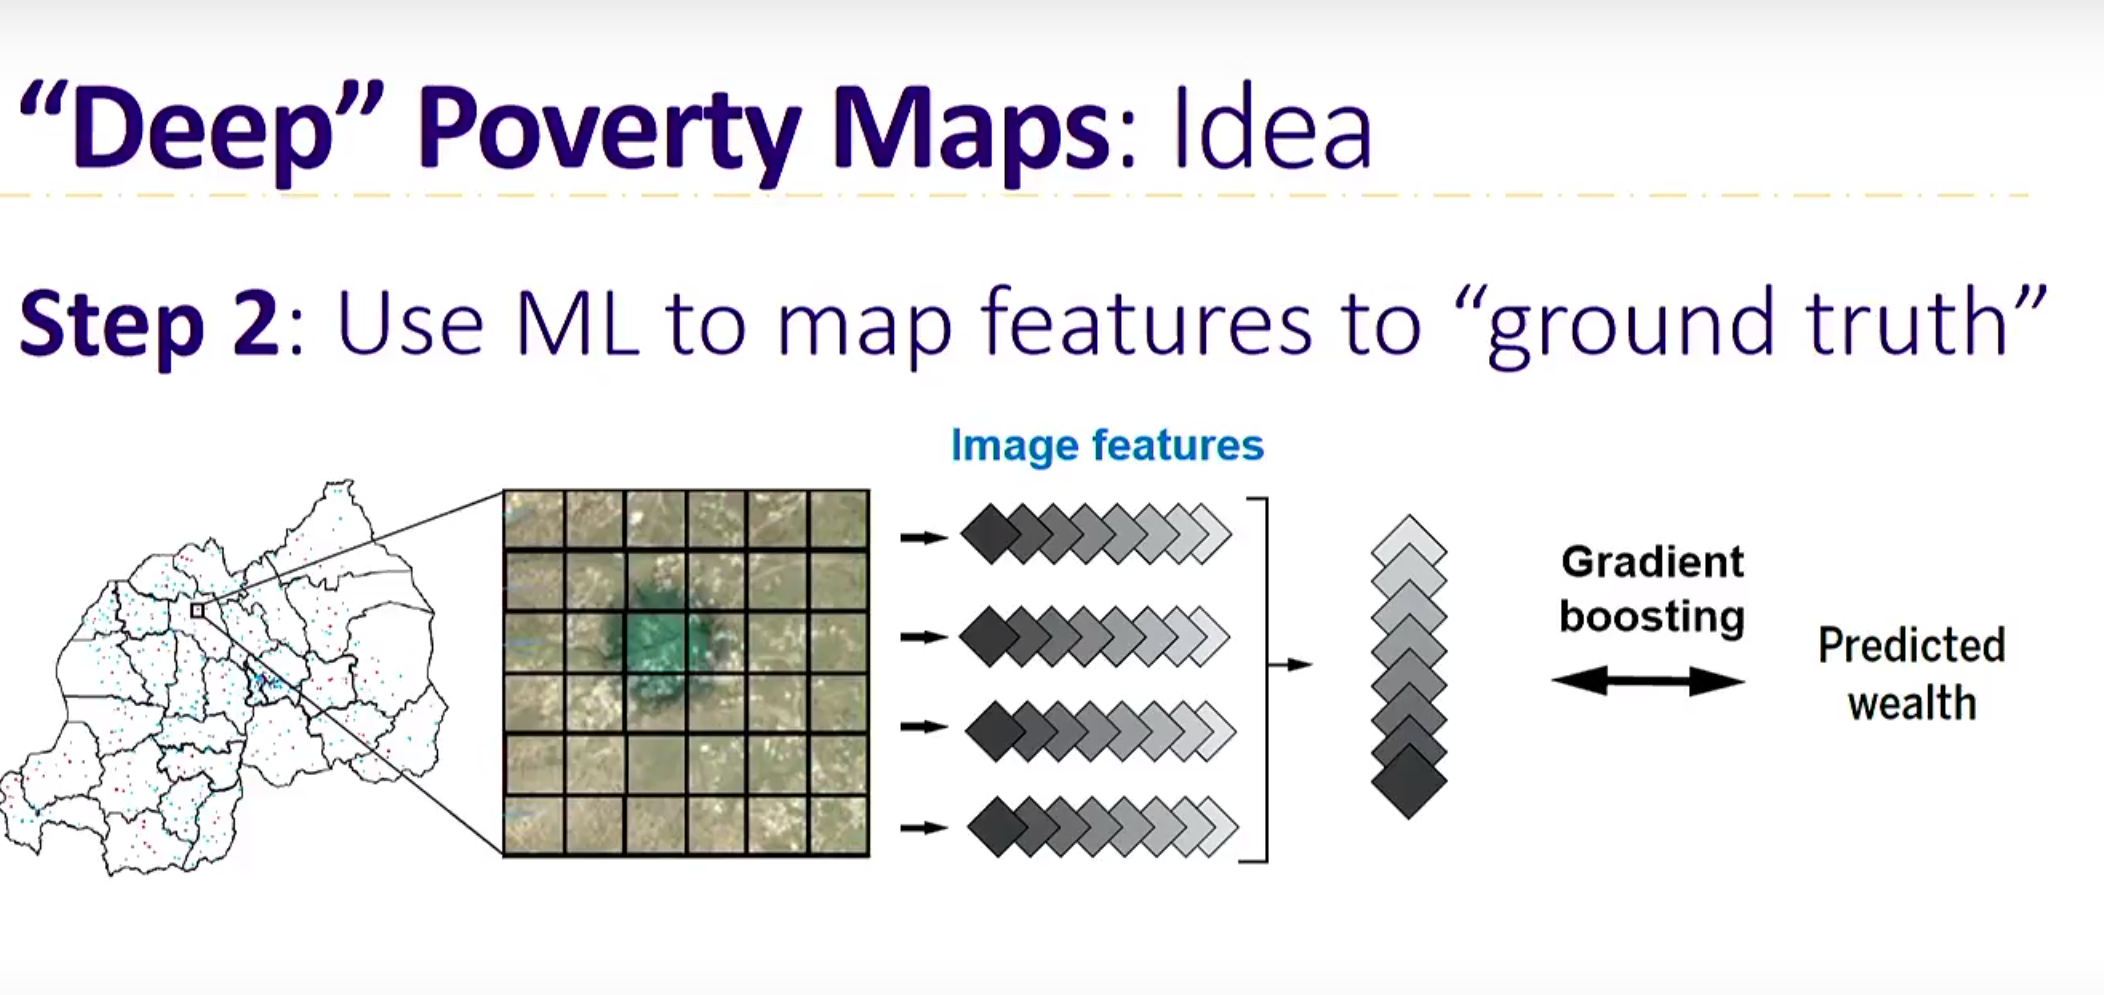 “Deep” Poverty Maps: Idea
Step 2: Use ML to map features to “ground truth”
Image features
Gradient
boosting
Predicted
wealth